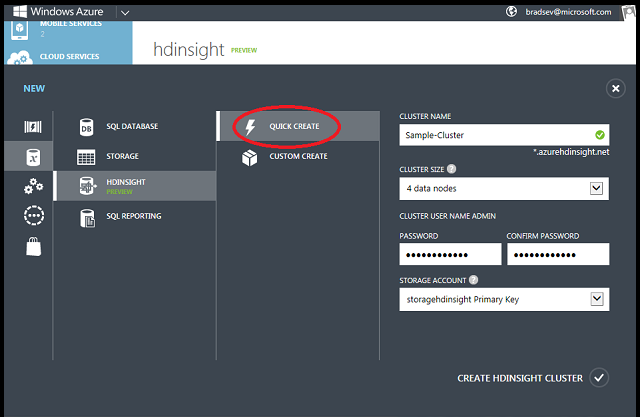 Windows Azure
bradsev@microsoft.com
MOBILE SERVICES
2
CLOUD SERVICES
hdinsight PREVIEW
NEW
SQL DATABASE
STORAGE
HDINSIGHT
PREVIEW
SQL REPORTING
QUICK CREATE
CUSTOM CREATE
CLUSTER NAME
Sample-Cluster
*.azurehdinsight.net
CLUSTER SIZE ?
4 data nodes
CLUSTER USER NAME ADMIN
PASSWORD CONFIRM PASSWORD
•••••••••••• ••••••••••••
STORAGE ACCOUNT ?
storagehdinsight Primary Key
CREATE HDINSIGHT CLUSTER